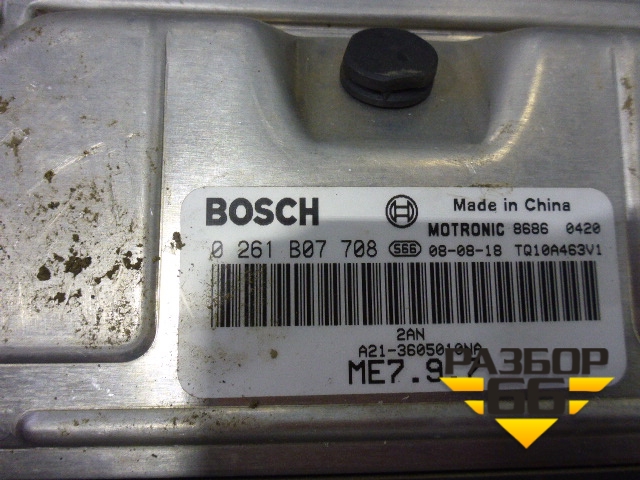 BOSCH
Made in China
MOTRONIC 8686 0420
0 261 B07 708 S66 08-08-18 TQ10A463V1
2AN
A21-3605010NA
ME7.9.7
РАЗБОР
66